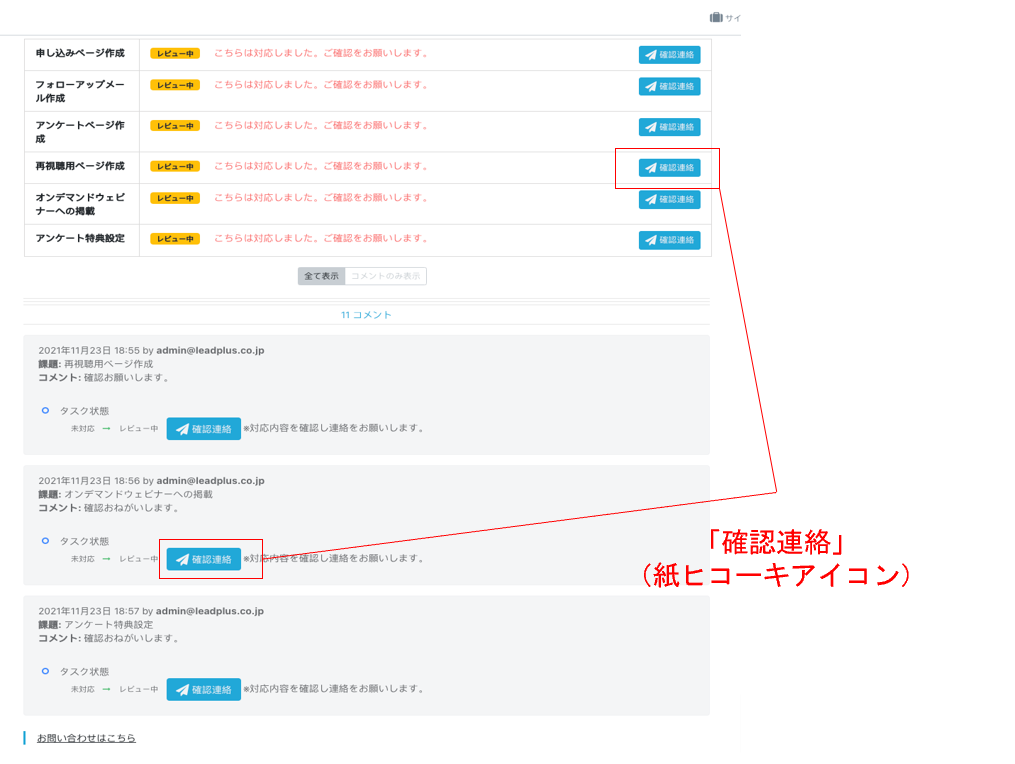 サイ
申し込みページ作成 レビュー中 こちらは対応しました。ご確認をお願いします。 確認連絡
フォローアップメー
ル作成 レビュー中 こちらは対応しました。ご確認をお願いします。 確認連絡
アンケートページ作
成 レビュー中 こちらは対応しました。ご確認をお願いします。 確認連絡
再視聴用ページ作成 レビュー中 こちらは対応しました。ご確認をお願いします。 確認連絡
オンデマンドウェビ
ナーへの掲載 レビュー中 こちらは対応しました。ご確認をお願いします。 確認連絡
アンケート特典設定 レビュー中 こちらは対応しました。ご確認をお願いします。 確認連絡
全て表示 コメントのみ表示
11 コメント
2021年11月23日 18:55 by admin@leadplus.co.jp
課題: 再視聴用ページ作成
コメント: 確認お願いします。
タスク状態
未対応 → レビュー中 確認連絡 ※対応内容を確認し連絡をお願いします。
2021年11月23日 18:56 by admin@leadplus.co.jp
課題: オンデマンドウェビナーへの掲載
コメント: 確認おねがいします。
タスク状態
未対応 → レビュー中 確認連絡 ※対応内容を確認し連絡をお願いします。
「確認連絡」
（紙ヒコーキアイコン）
2021年11月23日 18:57 by admin@leadplus.co.jp
課題: アンケート特典設定
コメント: 確認おねがいします。
タスク状態
未対応 → レビュー中 確認連絡 ※対応内容を確認し連絡をお願いします。
お問い合わせはこちら